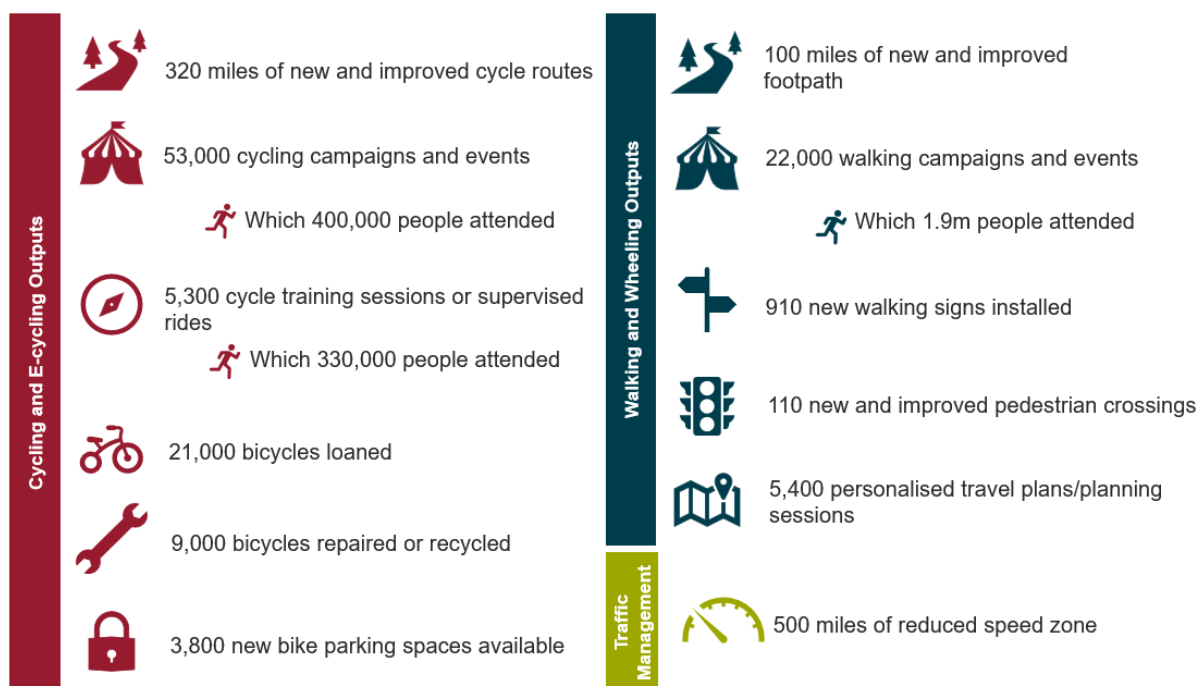 Cycling and E-cycling Outputs
320 miles of new and improved cycle routes
53,000 cycling campaigns and events
Which 400,000 people attended
5,300 cycle training sessions or supervised
rides
Which 330,000 people attended
21,000 bicycles loaned
9,000 bicycles repaired or recycled
3,800 new bike parking spaces available
Walking and Wheeling Outputs
100 miles of new and improved
footpath
22,000 walking campaigns and events
Which 1.9m people attended
910 new walking signs installed
110 new and improved pedestrian crossings
5,400 personalised travel plans/planning
sessions
Traffic
Management
500 miles of reduced speed zone